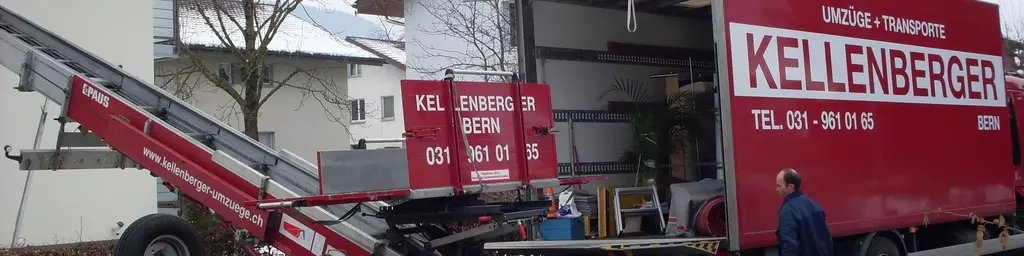 PAUS
www.kellenberger-umzuege.ch
KELLENBERGER
BERN
031 961 01 65
UMZÜGE + TRANSPORTE
KELLENBERGER
TEL. 031 - 961 01 65
BERN